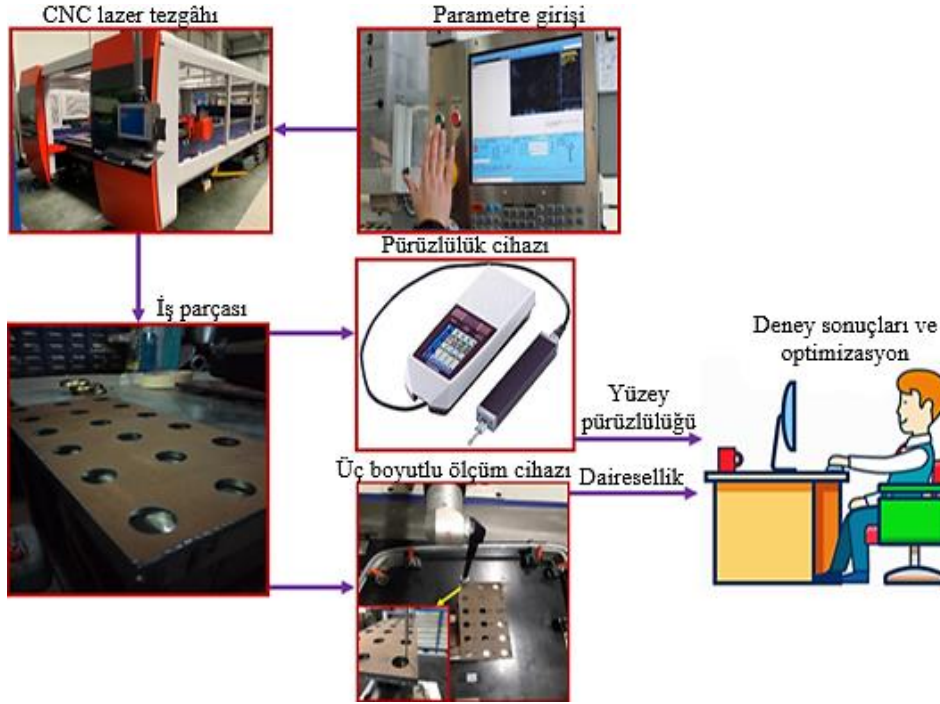 CNC lazer tezgâhı
Parametre girişi
Pürüzlülük cihazı
İş parçası
Deney sonuçları ve
optimizasyon
Yüzey
pürüzlülüğü
Üç boyutlu ölçüm cihazı
Dairesellik